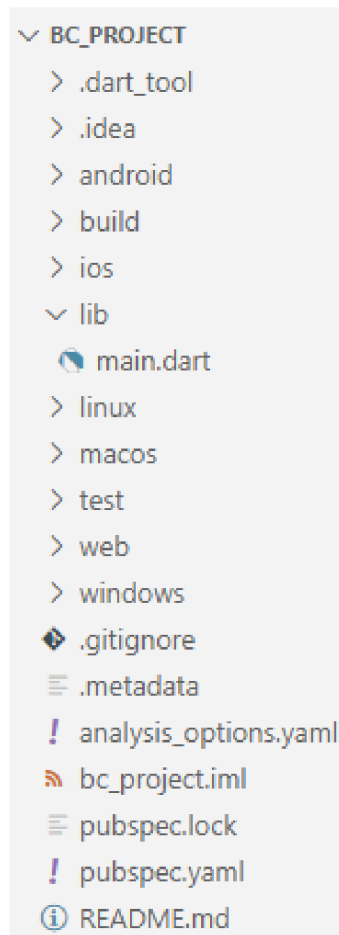 BC_PROJECT
.dart_tool
.idea
android
build
ios
lib
main.dart
linux
macos
test
web
windows
.gitignore
.metadata
analysis_options.yaml
bc_project.iml
pubspec.lock
pubspec.yaml
README.md